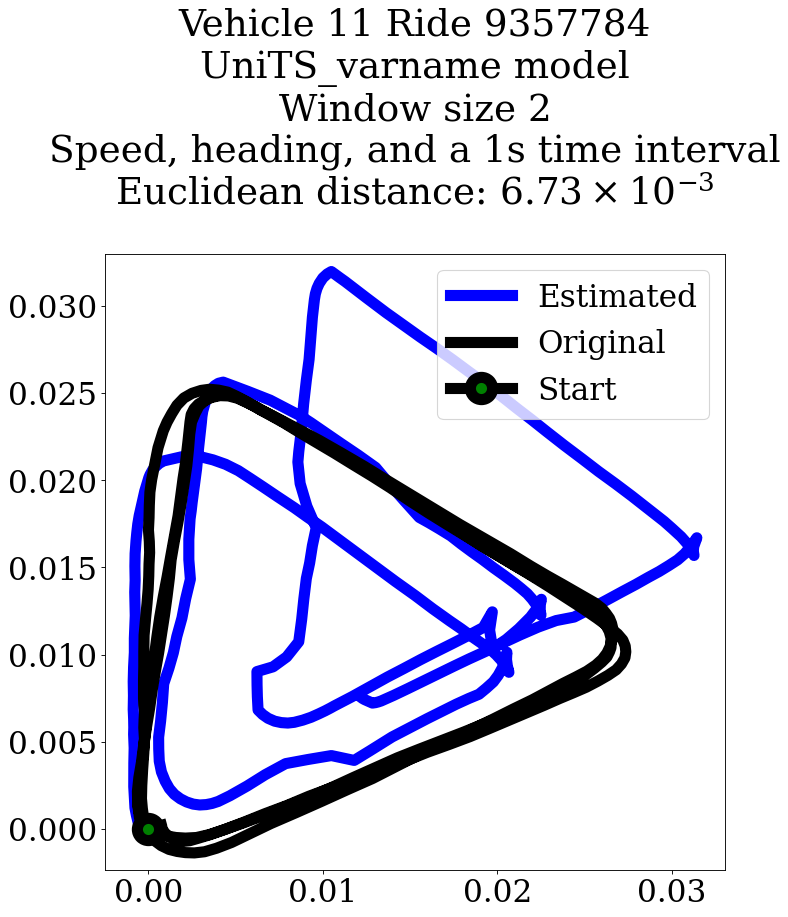 Vehicle 11 Ride 9357784
UniTS_varname model
Window size 2
Speed, heading, and a 1s time interval
Euclidean distance: 6.73 × 10⁻³
Estimated
Original
Start
0.030
0.025
0.020
0.015
0.010
0.005
0.000
0.00 0.01 0.02 0.03